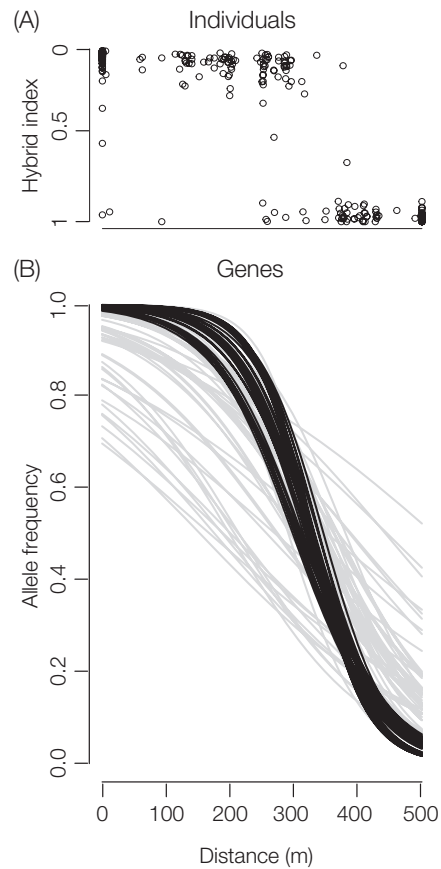 (A) Individuals
0
0.5
1
Hybrid index
(B) Genes
1.0
0.8
0.6
0.4
0.2
0.0
Allele frequency
0 100 200 300 400 500
Distance (m)